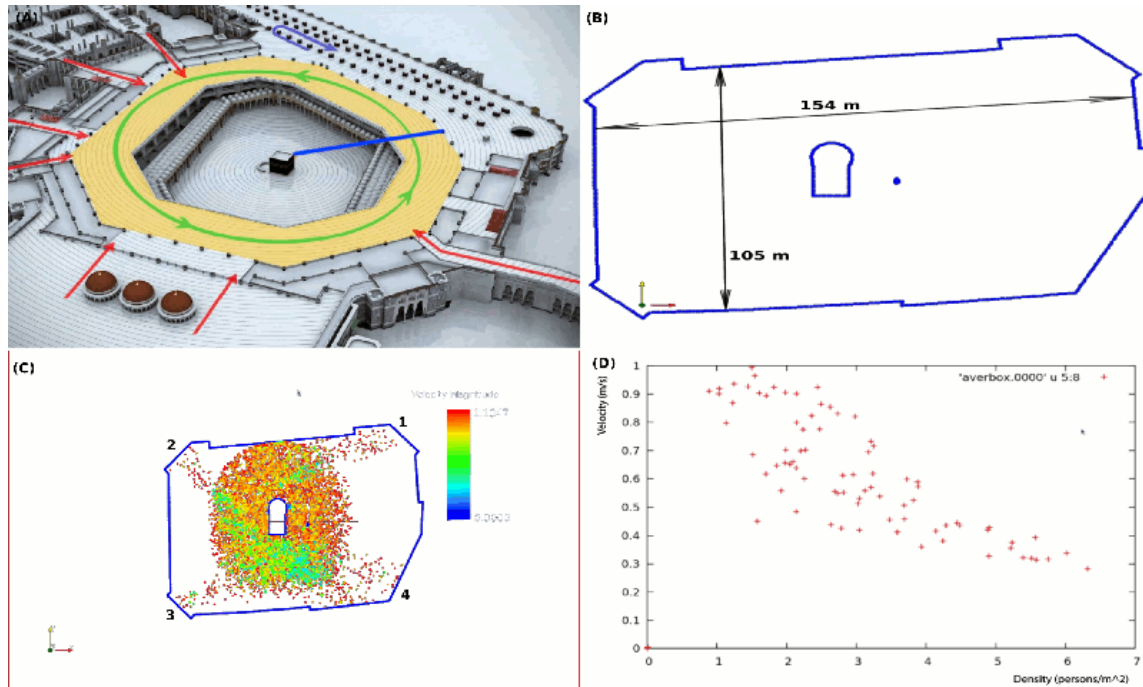 (A)
(B)
154 m
105 m
(C)
Velocity Magnitude
1
2
3
4
(D)
'averbox.0000' u 5:8
Velocity (m/s)
1
0.9
0.8
0.7
0.6
0.5
0.4
0.3
0.2
0.1
0
0 1 2 3 4 5 6 7
Density (persons/m^2)